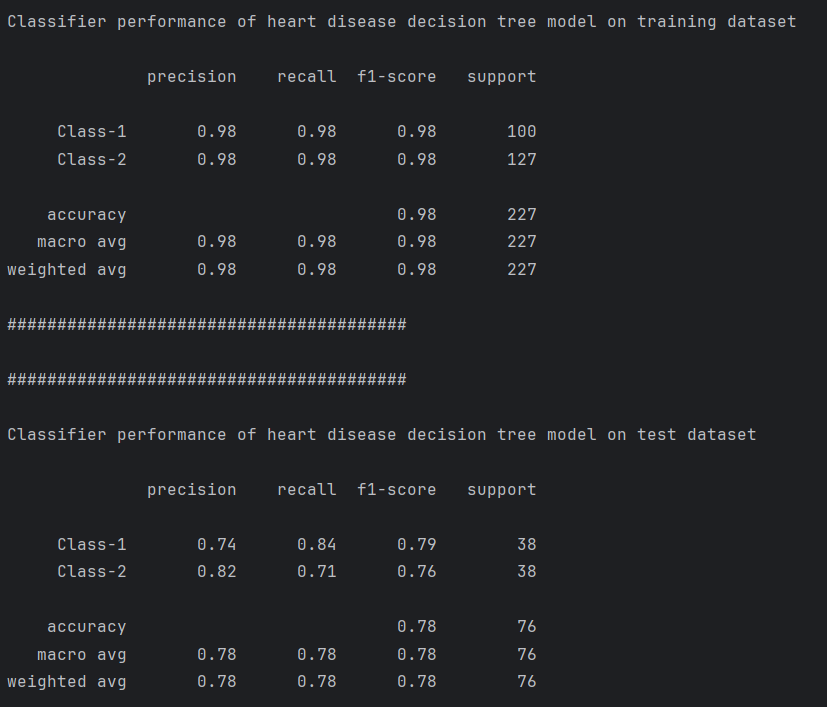 Classifier performance of heart disease decision tree model on training dataset
precision recall f1-score support
Class-1 0.98 0.98 0.98 100
Class-2 0.98 0.98 0.98 127
accuracy 0.98 227
macro avg 0.98 0.98 0.98 227
weighted avg 0.98 0.98 0.98 227
########################################
########################################
Classifier performance of heart disease decision tree model on test dataset
precision recall f1-score support
Class-1 0.74 0.84 0.79 38
Class-2 0.82 0.71 0.76 38
accuracy 0.78 76
macro avg 0.78 0.78 0.78 76
weighted avg 0.78 0.78 0.78 76